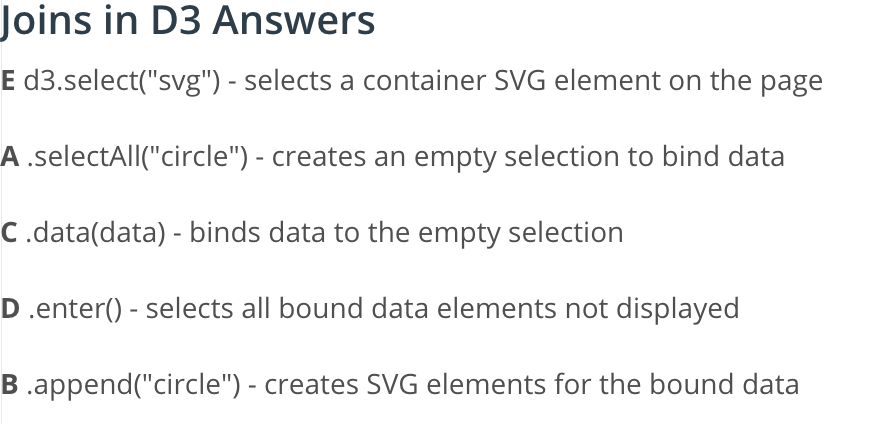 Joins in D3 Answers
E d3.select("svg") - selects a container SVG element on the page
A .selectAll("circle") - creates an empty selection to bind data
C .data(data) - binds data to the empty selection
D .enter() - selects all bound data elements not displayed
B .append("circle") - creates SVG elements for the bound data